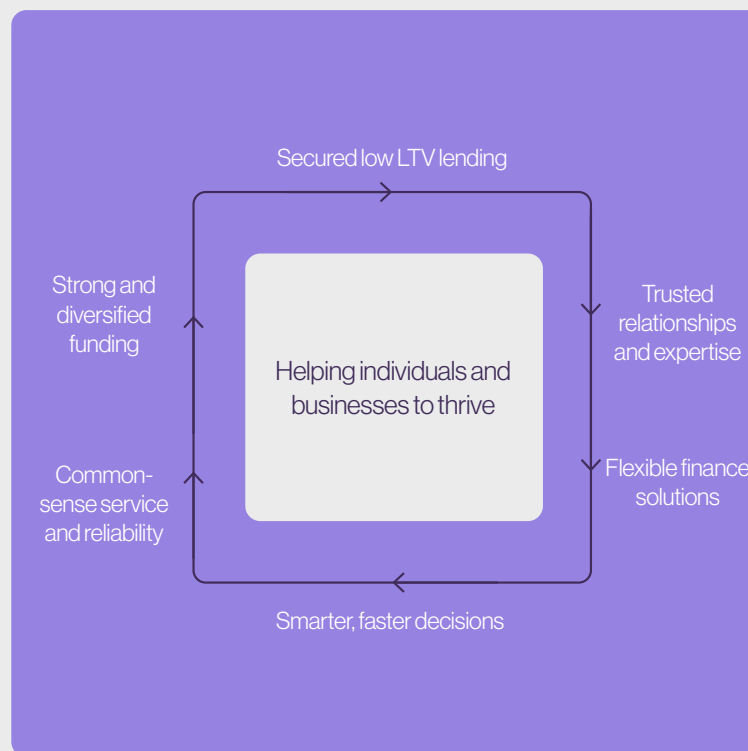 Secured low LTV lending
Strong and
diversified
funding
Trusted
relationships
and expertise
Helping individuals and
businesses to thrive
Common-
sense service
and reliability
Flexible finance
solutions
Smarter, faster decisions